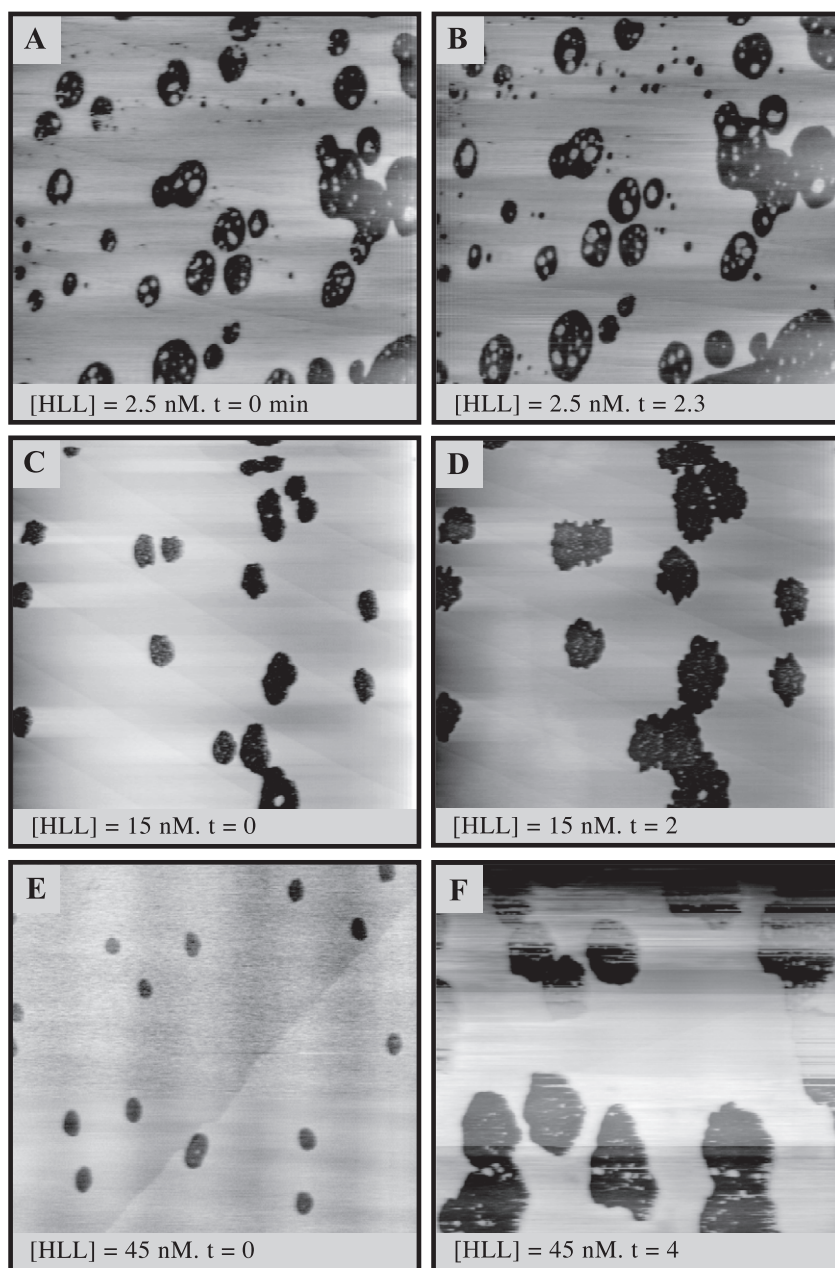 A
B
[HLL] = 2.5 nM. t = 0 min
[HLL] = 2.5 nM. t = 2.3
C
D
[HLL] = 15 nM. t = 0
[HLL] = 15 nM. t = 2
E
F
[HLL] = 45 nM. t = 0
[HLL] = 45 nM. t = 4